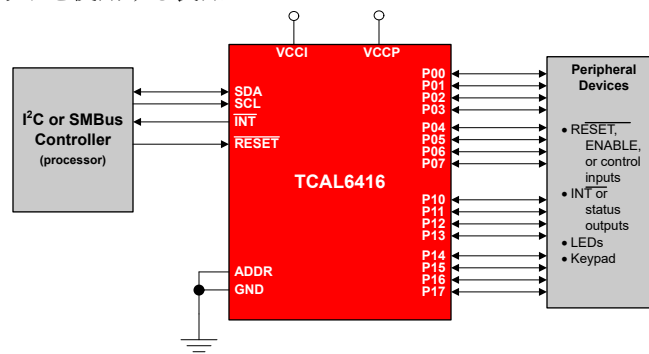 VCCI
VCCP
I²C or SMBus
Controller
(processor)
SDA
SCL
INT
RESET
ADDR
GND
TCAL6416
P00
P01
P02
P03
P04
P05
P06
P07
P10
P11
P12
P13
P14
P15
P16
P17
Peripheral
Devices
• RESET,
ENABLE,
or control
inputs
• INT or
status
outputs
• LEDs
• Keypad